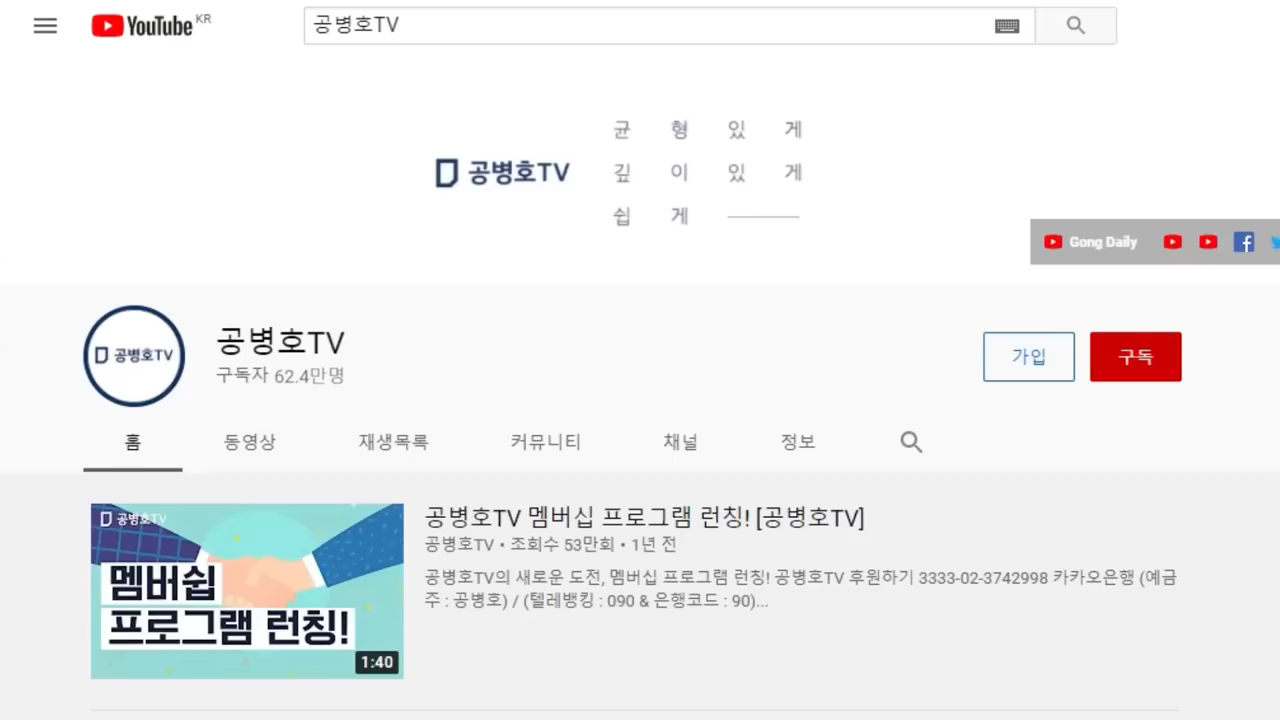 YouTube KR
공병호TV
균 형 있 게
공병호TV
깊 이 있 게
쉽 게
Gong Daily
공병호TV
공병호TV
구독자 62.4만명
가입
구독
홈
동영상
재생목록
커뮤니티
채널
정보
공병호TV
멤버쉽
프로그램 런칭!
1:40
공병호TV 멤버십 프로그램 런칭! [공병호TV]
공병호TV • 조회수 53만회 • 1년 전
공병호TV의 새로운 도전, 멤버십 프로그램 런칭! 공병호TV 후원하기 3333-02-3742998 카카오은행 (예금
주 : 공병호) / (텔레뱅킹 : 090 & 은행코드 : 90)...